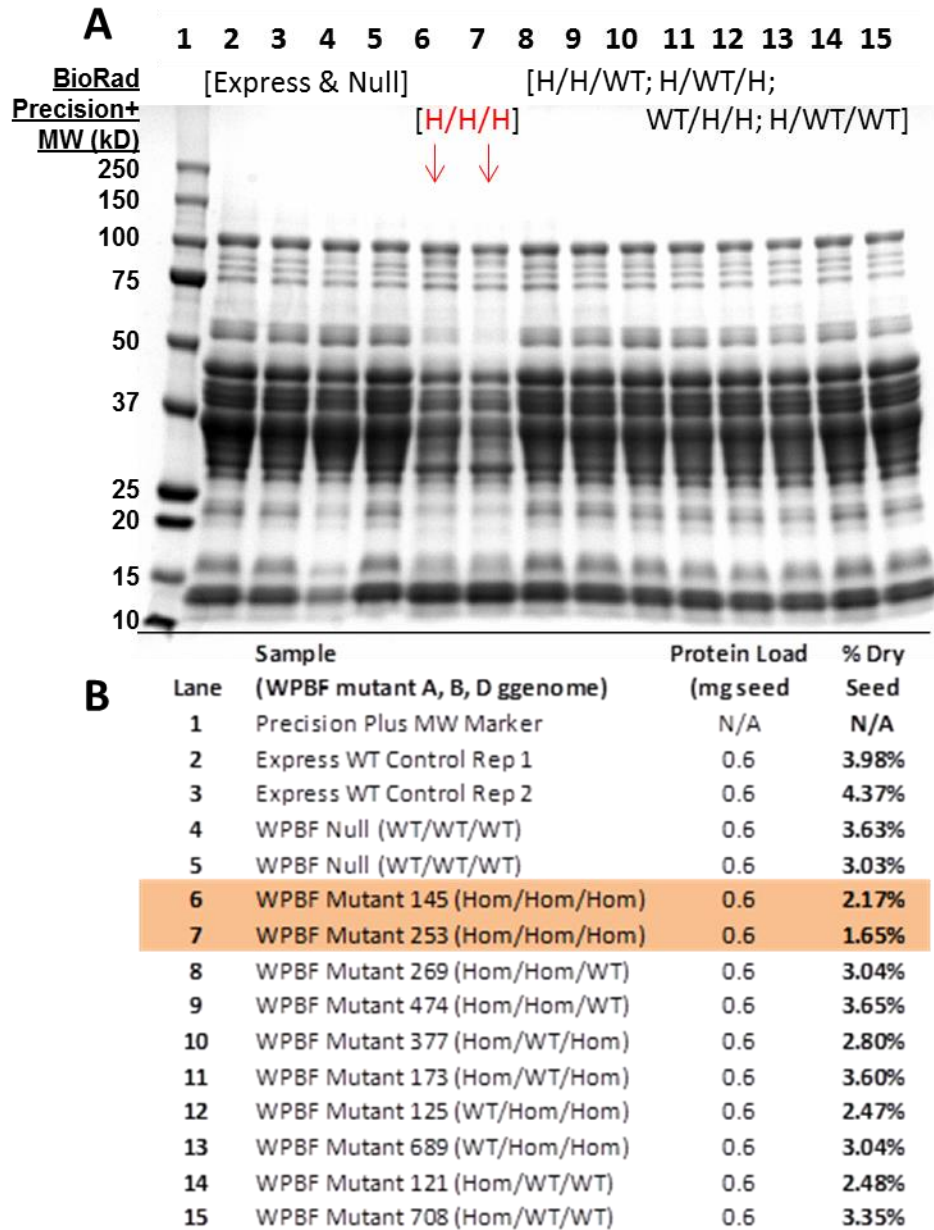 A
1 2 3 4 5 6 7 8 9 10 11 12 13 14 15
BioRad
Precision+
MW (kD)
[Express & Null]
[H/H/H]
[H/H/WT; H/WT/H;
WT/H/H; H/WT/WT]
250
150
100
75
50
37
25
20
15
10
B
Sample Protein Load % Dry
Lane (WPBF mutant A, B, D ggenome) (mg seed Seed
1 Precision Plus MW Marker N/A N/A
2 Express WT Control Rep 1 0.6 3.98%
3 Express WT Control Rep 2 0.6 4.37%
4 WPBF Null (WT/WT/WT) 0.6 3.63%
5 WPBF Null (WT/WT/WT) 0.6 3.03%
6 WPBF Mutant 145 (Hom/Hom/Hom) 0.6 2.17%
7 WPBF Mutant 253 (Hom/Hom/Hom) 0.6 1.65%
8 WPBF Mutant 269 (Hom/Hom/WT) 0.6 3.04%
9 WPBF Mutant 474 (Hom/Hom/WT) 0.6 3.65%
10 WPBF Mutant 377 (Hom/WT/Hom) 0.6 2.80%
11 WPBF Mutant 173 (Hom/WT/Hom) 0.6 3.60%
12 WPBF Mutant 125 (WT/Hom/Hom) 0.6 2.47%
13 WPBF Mutant 689 (WT/Hom/Hom) 0.6 3.04%
14 WPBF Mutant 121 (Hom/WT/WT) 0.6 2.48%
15 WPBF Mutant 708 (Hom/WT/WT) 0.6 3.35%